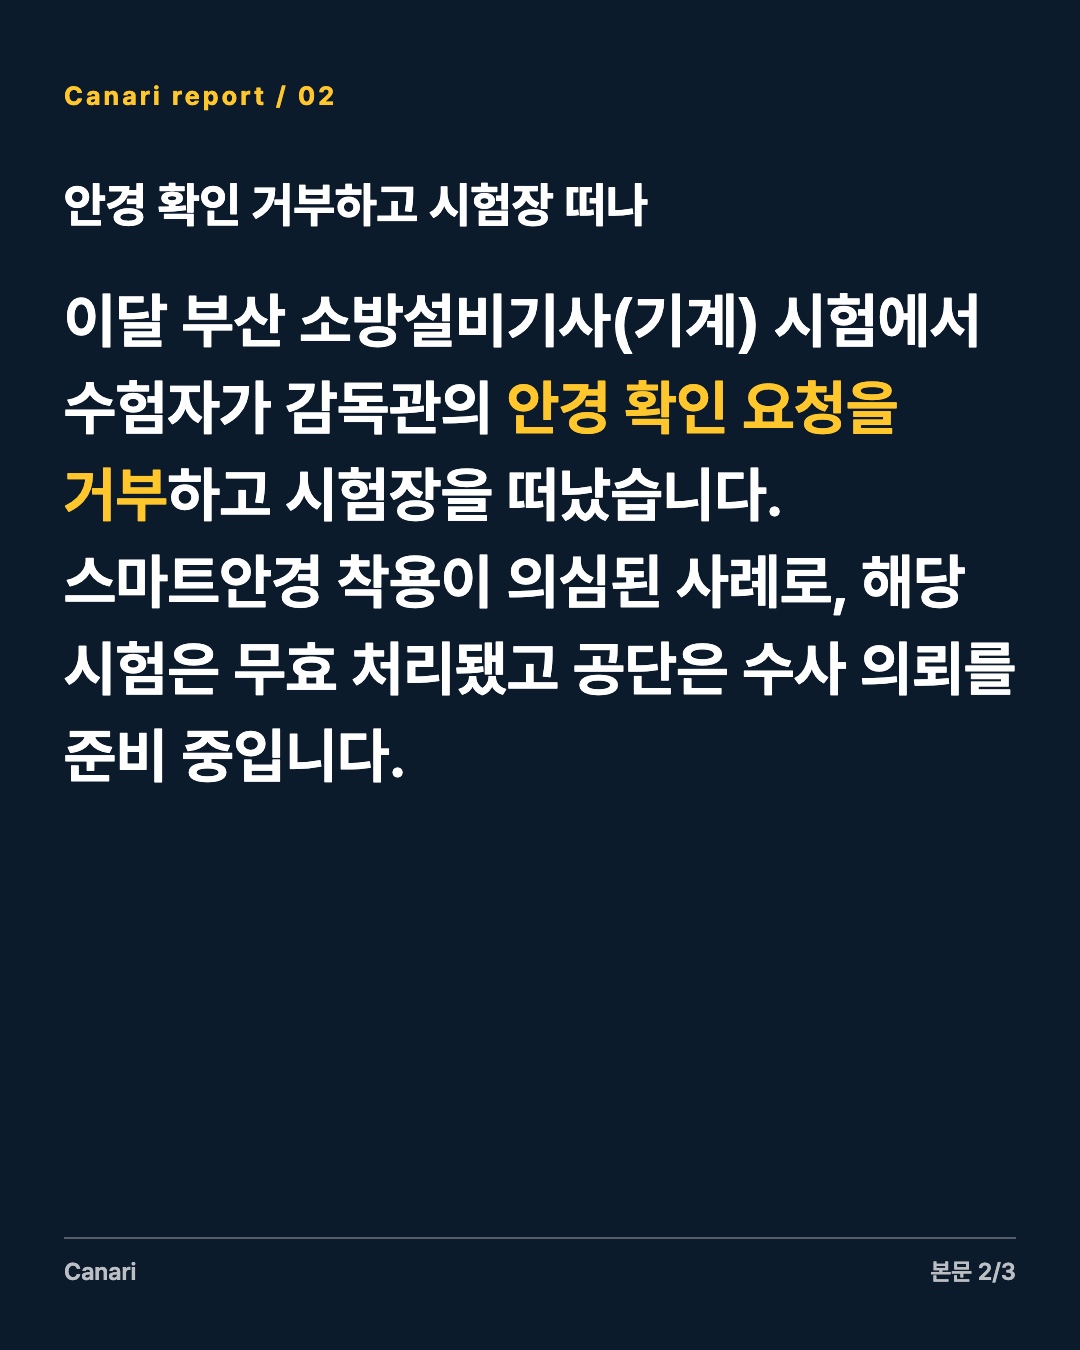 Canari report / 02
안경 확인 거부하고 시험장 떠나
이달 부산 소방설비기사(기계) 시험에서
수험자가 감독관의 안경 확인 요청을
거부하고 시험장을 떠났습니다.
스마트안경 착용이 의심된 사례로, 해당
시험은 무효 처리됐고 공단은 수사 의뢰를
준비 중입니다.
Canari
본문 2/3